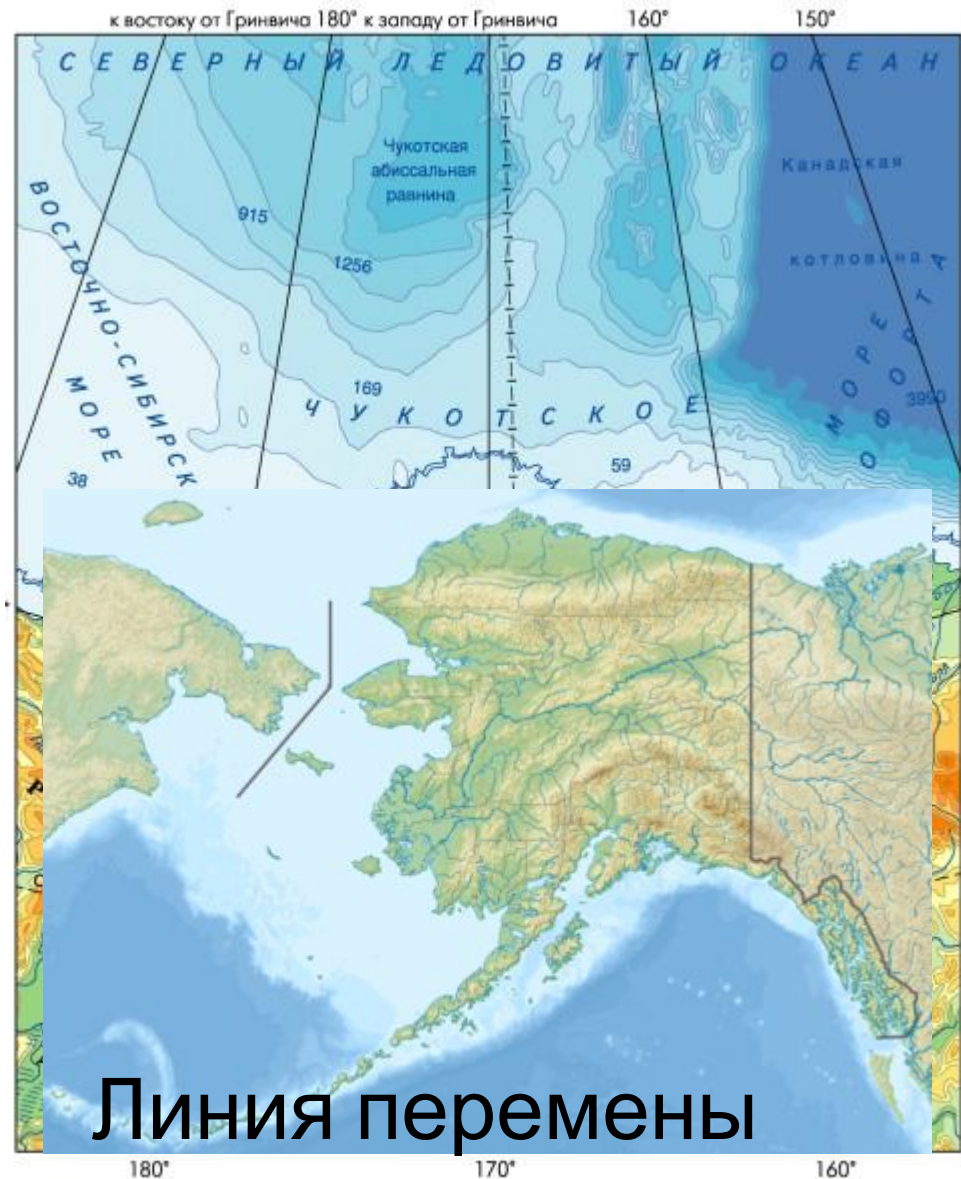 к востоку от Гринвича 180° к западу от Гринвича 160° 150°
СЕВЕРНЫЙ ЛЕДОВИТЫЙ ОКЕАН
Чукотская
абиссальная
равнина
Канадская
котловина
ВОСТОЧНО-СИБИРСК
МОРЕ
915
1256
169
ЧУКОТСКОЕ
МОРЕ
БОФОРТА
3990
38
59
Линия перемены
180° 170° 160°